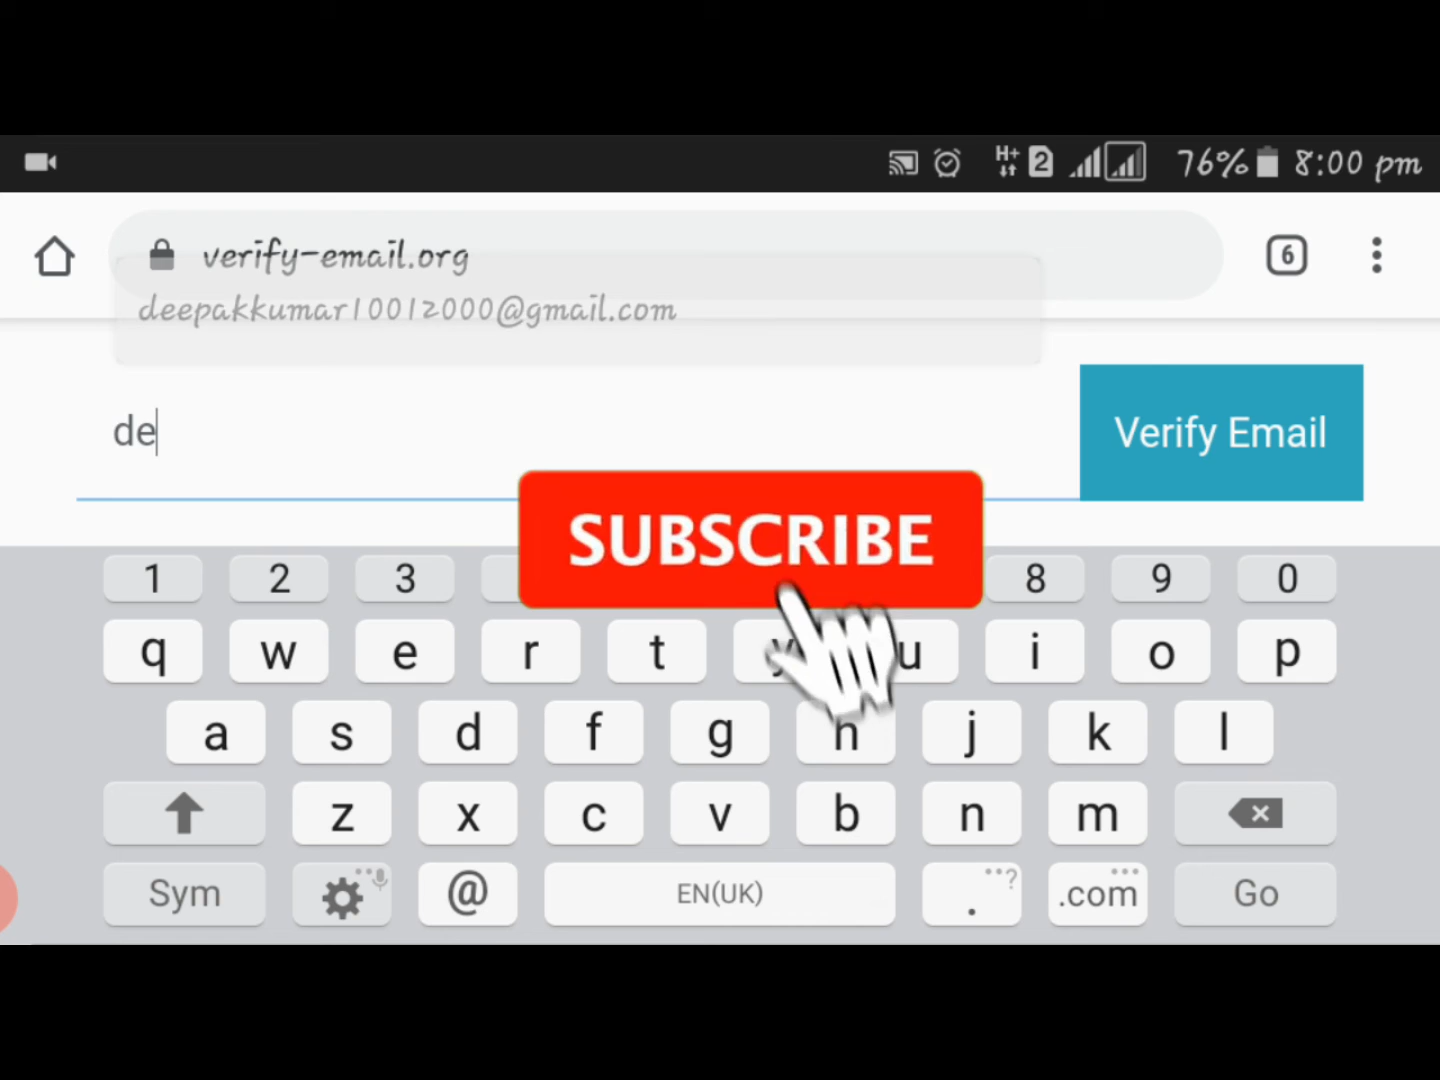 H+ 2 76% 8:00 pm
verify-email.org 6
deepakkumar10012000@gmail.com
de Verify Email
SUBSCRIBE
1 2 3 8 9 0
q w e r t y u i o p
a s d f g h j k l
z x c v b n m
Sym @ EN(UK) . ? .com Go